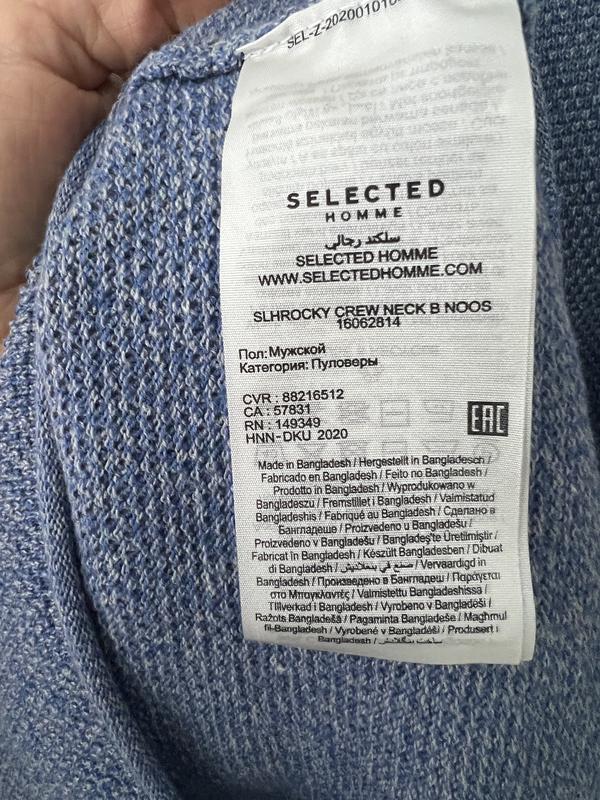 SEL-Z-202001010
SELECTED
HOMME
سلكتد رجالي
SELECTED HOMME
WWW.SELECTEDHOMME.COM
SLHROCKY CREW NECK B NOOS
16062814
Пол: Мужской
Категория: Пуловеры
CVR : 88216512
CA : 57831
RN : 149349
HNN-DKU 2020
EAC
Made in Bangladesh / Hergestellt in Bangladesch /
Fabricado en Bangladesh / Feito no Bangladesh /
Prodotto in Bangladesh / Wyprodukowano w
Bangladeszu / Fremstillet i Bangladesh / Valmistatud
Bangladeshis / Fabriqué au Bangladesh / Сделано в
Бангладеше / Proizvedeno u Bangladešu /
Proizvedeno v Bangladešu / Bangladeş'te Üretilmiştir /
Fabricat în Bangladesh / Készült Bangladesben / Dibuat
di Bangladesh / صنع في بنغلاديش / Vervaardigd in
Bangladesh / Произведено в Бангладеш / Παράγεται
στο Μπαγκλαντές / Valmistettu Bangladeshissa /
Tillverkad i Bangladesh / Vyrobeno v Bangladéši /
Ražots Bangladešā / Pagaminta Bangladeše / Maghmul
fil-Bangladesh / Vyrobené v Bangladéši / Produsert i
Bangladesh / ساخت بنگلادش